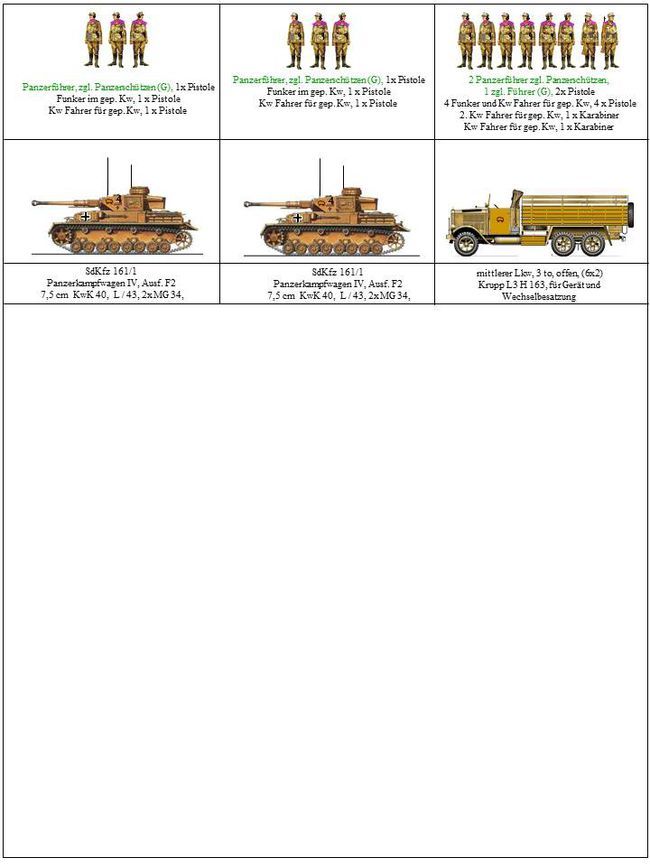 Panzerführer, zgl. Panzerschützen (G), 1x Pistole
Funker im gep. Kw, 1 x Pistole
Kw Fahrer für gep. Kw, 1 x Pistole
Panzerführer, zgl. Panzerschützen (G), 1x Pistole
Funker im gep. Kw, 1 x Pistole
Kw Fahrer für gep. Kw, 1 x Pistole
2 Panzerführer zgl. Panzerschützen,
1 zgl. Führer (G), 2x Pistole
4 Funker und Kw Fahrer für gep. Kw, 4 x Pistole
2. Kw Fahrer für gep. Kw, 1 x Karabiner
Kw Fahrer für gep. Kw, 1 x Karabiner
4
4
SdKfz 161/1
Panzerkampfwagen IV, Ausf. F2
7,5 cm KwK 40, L / 43, 2x MG 34,
SdKfz 161/1
Panzerkampfwagen IV, Ausf. F2
7,5 cm KwK 40, L / 43, 2x MG 34,
mittlerer Lkw, 3 to, offen, (6x2)
Krupp L3 H 163, für Gerät und
Wechselbesatzung